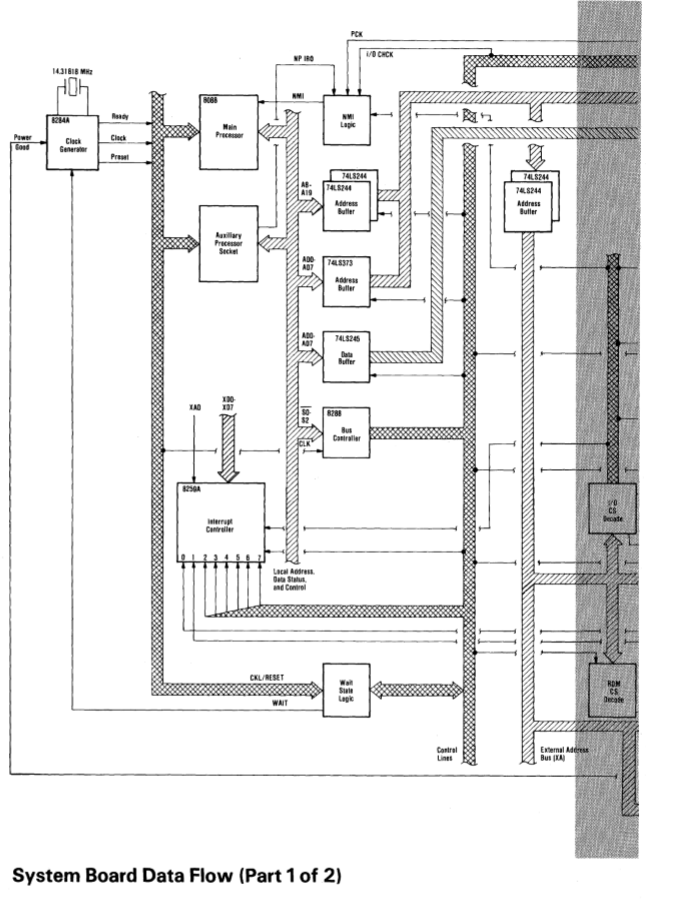 PCK
I/O CHCK
NP IRQ
14.31818 MHz
8284A
Clock
Generator
Ready
Clock
Preset
Power
Good
8088
Main
Processor
NMI
NMI
Logic
74LS244
74LS244
Address
Buffer
A8-
A19
74LS244
74LS244
Address
Buffer
Auxiliary
Processor
Socket
AD0-
AD7
74LS373
Address
Buffer
AD0-
AD7
74LS245
Data
Buffer
S0-
S2
CLK
8288
Bus
Controller
XA0
XD0-
XD7
8259A
Interrupt
Controller
0 1 2 3 4 5 6 7
Local Address,
Data Status,
and Control
I/O
CS
Decode
ROM
CS
Decode
CKL/RESET
WAIT
Wait
State
Logic
Control
Lines
External Address
Bus (XA)
System Board Data Flow (Part 1 of 2)